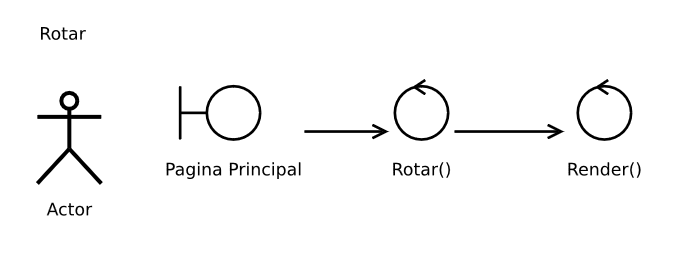 Rotar
Pagina Principal
Rotar()
Render()
Actor